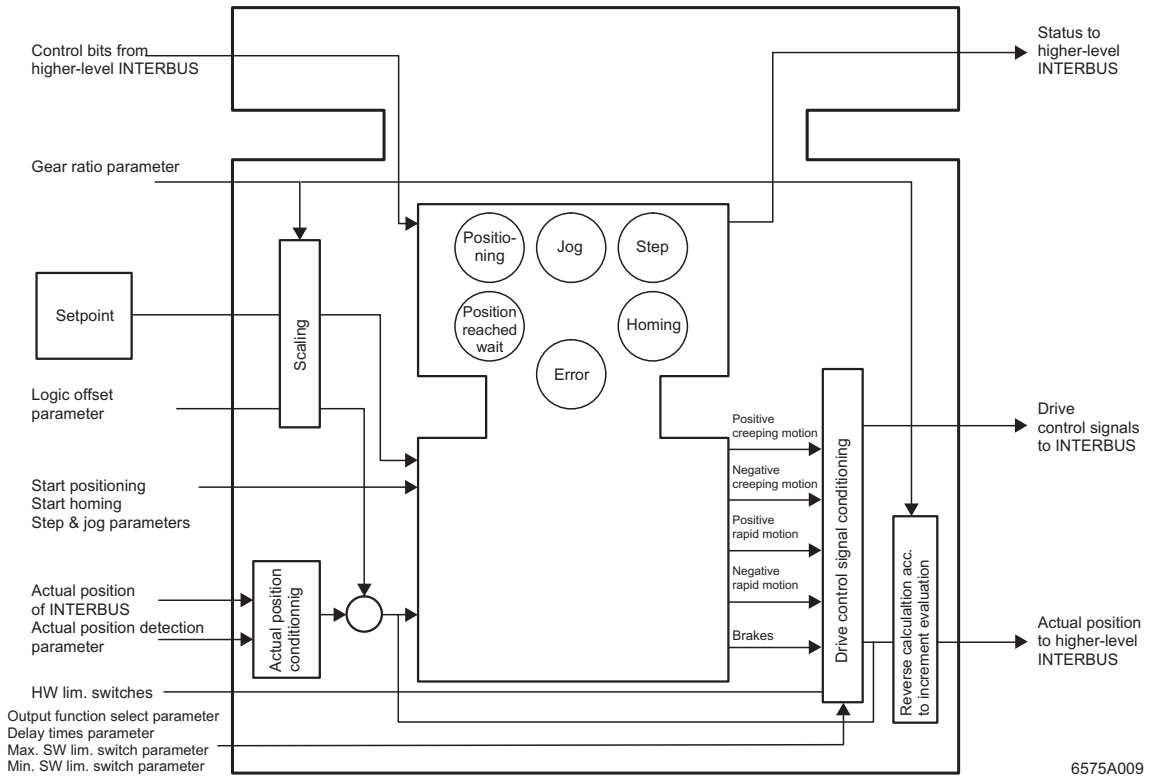 Control bits from
higher-level INTERBUS
Status to
higher-level
INTERBUS
Gear ratio parameter
Positio-
ning
Jog
Step
Setpoint
Scaling
Position
reached
wait
Homing
Error
Logic offset
parameter
Positive
creeping motion
Negative
creeping motion
Positive
rapid motion
Negative
rapid motion
Brakes
Drive control signal conditioning
Drive
control signals
to INTERBUS
Start positioning
Start homing
Step & jog parameters
Actual position
of INTERBUS
Actual position detection
parameter
Actual position
conditionnig
Reverse calculaltion acc.
to increment evaluation
Actual position
to higher-level
INTERBUS
HW lim. switches
Output function select parameter
Delay times parameter
Max. SW lim. switch parameter
Min. SW lim. switch parameter
6575A009